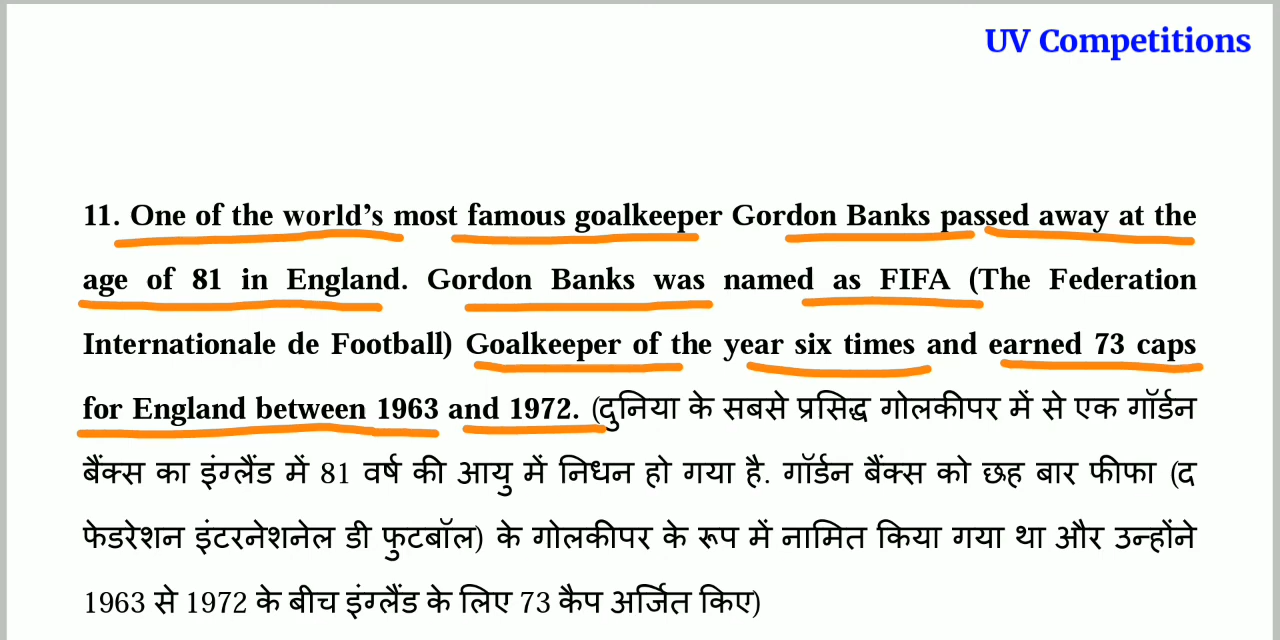 UV Competitions
11. One of the world’s most famous goalkeeper Gordon Banks passed away at the
age of 81 in England. Gordon Banks was named as FIFA (The Federation
Internationale de Football) Goalkeeper of the year six times and earned 73 caps
for England between 1963 and 1972. (दुनिया के सबसे प्रसिद्ध गोलकीपर में से एक गॉर्डन
बैंक्स का इंग्लैंड में 81 वर्ष की आयु में निधन हो गया है. गॉर्डन बैंक्स को छह बार फीफा (द
फेडरेशन इंटरनेशनेल डी फुटबॉल) के गोलकीपर के रूप में नामित किया गया था और उन्होंने
1963 से 1972 के बीच इंग्लैंड के लिए 73 कैप अर्जित किए)